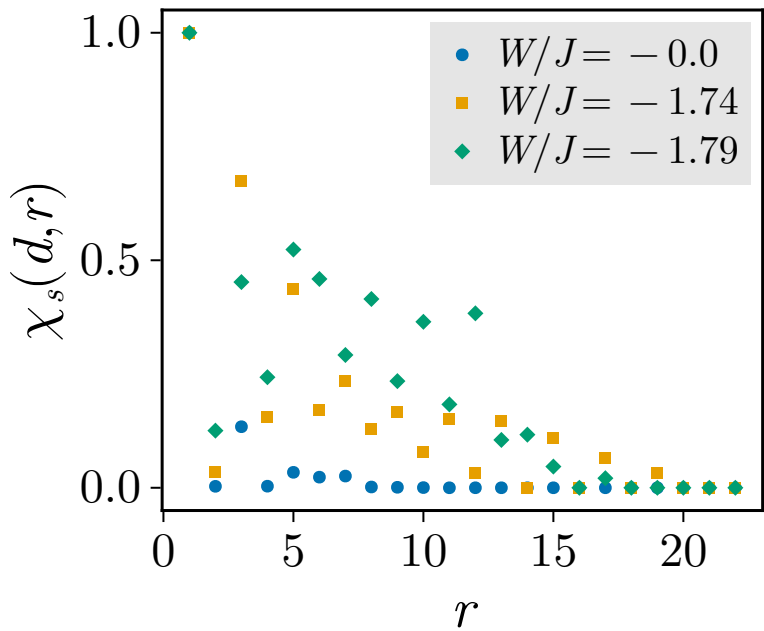 1.0
0.5
0.0
χₛ(d,r)
W/J = −0.0
W/J = −1.74
W/J = −1.79
0 5 10 15 20
r